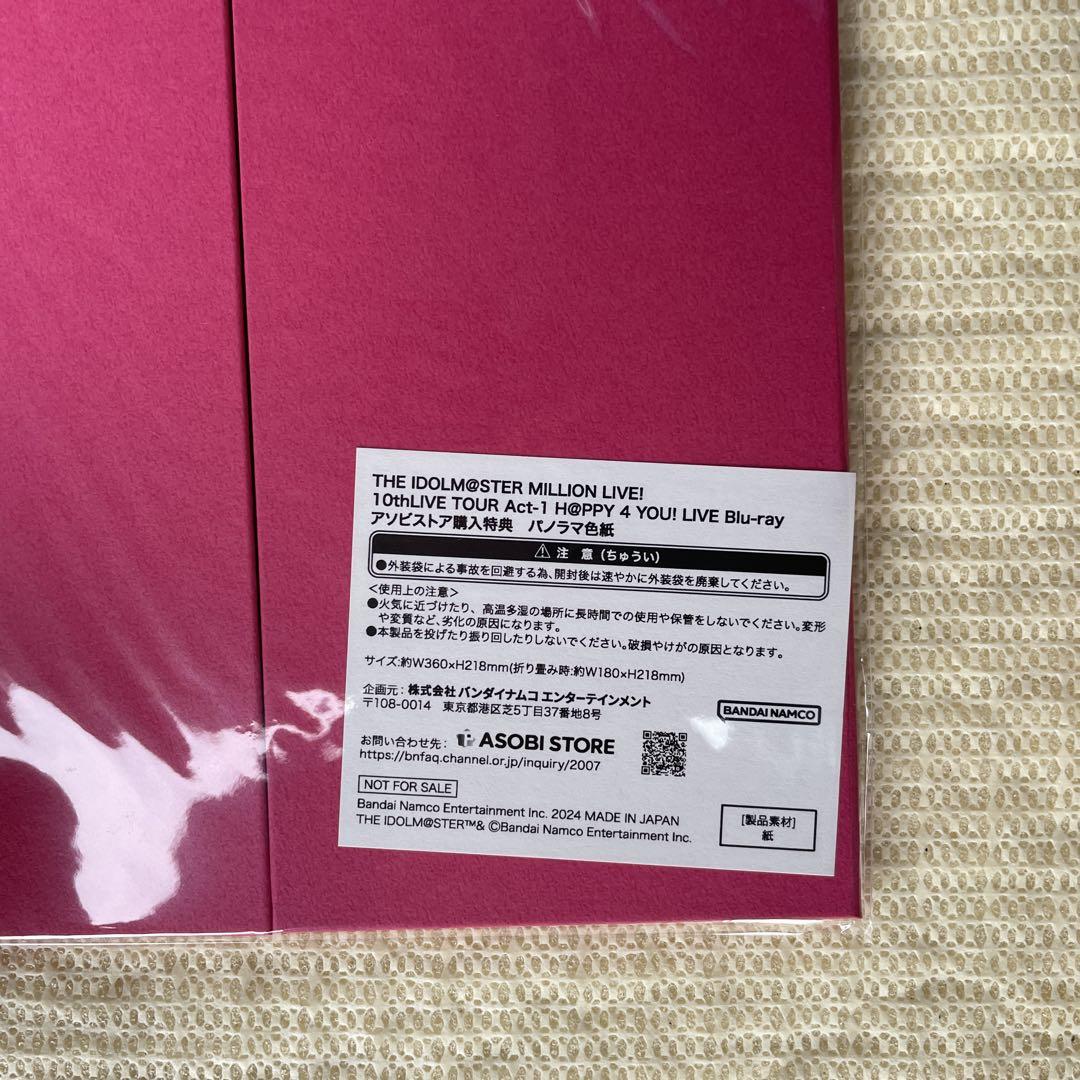 THE IDOLM@STER MILLION LIVE!
10thLIVE TOUR Act-1 H@PPY 4 YOU! LIVE Blu-ray
アソビストア購入特典 パノラマ色紙
⚠ 注 意(ちゅうい)
●外装袋による事故を回避する為、開封後は速やかに外装袋を廃棄してください。
<使用上の注意>
●火気に近づけたり、高温多湿の場所に長時間での使用や保管をしないでください。変形
や変質など、劣化の原因になります。
●本製品を投げたり振り回したりしないでください。破損やけがの原因となります。
サイズ:約W360×H218mm(折り畳み時:約W180×H218mm)
企画元:株式会社 バンダイナムコ エンターテインメント
〒108-0014 東京都港区芝5丁目37番地8号
BANDAI NAMCO
お問い合わせ先: ASOBI STORE
https://bnfaq.channel.or.jp/inquiry/2007
NOT FOR SALE
Bandai Namco Entertainment Inc. 2024 MADE IN JAPAN
THE IDOLM@STER™& ©Bandai Namco Entertainment Inc.
[製品素材]
紙